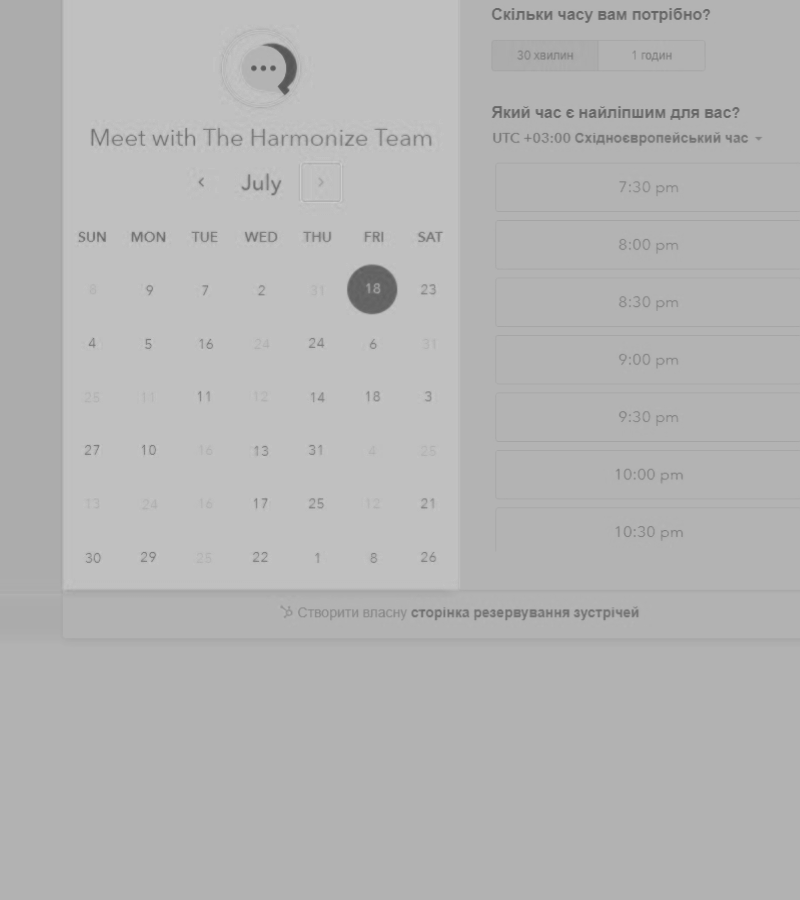 Meet with The Harmonize Team
July
SUN MON TUE WED THU FRI SAT
8 9 7 2 31 18 23
4 5 16 24 24 6 31
25 11 11 12 14 18 3
27 10 16 13 31 4 25
13 24 16 17 25 12 21
30 29 25 22 1 8 26
Скільки часу вам потрібно?
30 хвилин 1 годин
Який час є найліпшим для вас?
UTC +03:00 Східноєвропейський час
7:30 pm
8:00 pm
8:30 pm
9:00 pm
9:30 pm
10:00 pm
10:30 pm
Створити власну сторінка резервування зустрічей